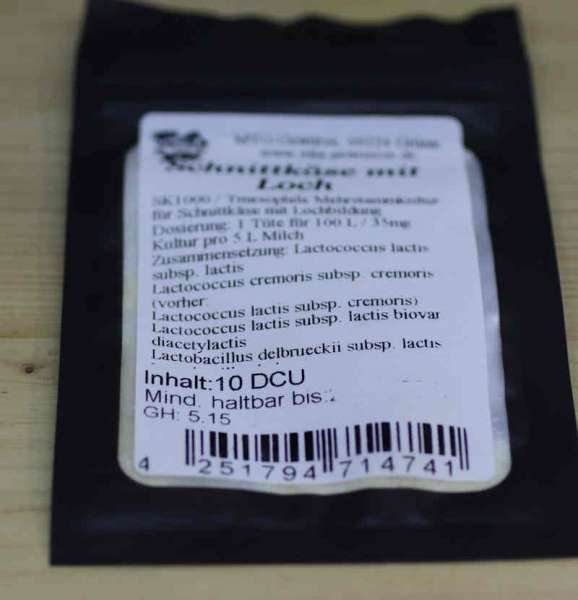 Schnittkäse mit
Loch
SK1000 /
für Schnittkäse mit Lochbildung
Dosierung: 1 Tüte für 100 L / 35mg
Kultur pro 5 L Milch
Zusammensetzung: Lactococcus lactis
subsp. lactis
Lactococcus cremoris subsp. cremoris
(vorher:
Lactococcus lactis subsp. cremoris)
Lactococcus lactis subsp. lactis biovar
diacetylactis
Lactobacillus delbrueckii subsp. lactis
Inhalt:10 DCU
Mind. haltbar bis:
GH: 5.15
4 251794 714741